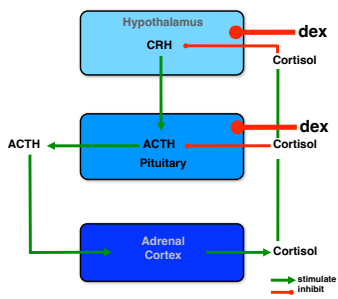 Hypothalamus
dex
CRH
Cortisol
dex
ACTH
ACTH
Cortisol
Pituitary
Adrenal
Cortex
Cortisol
stimulate
inhibit